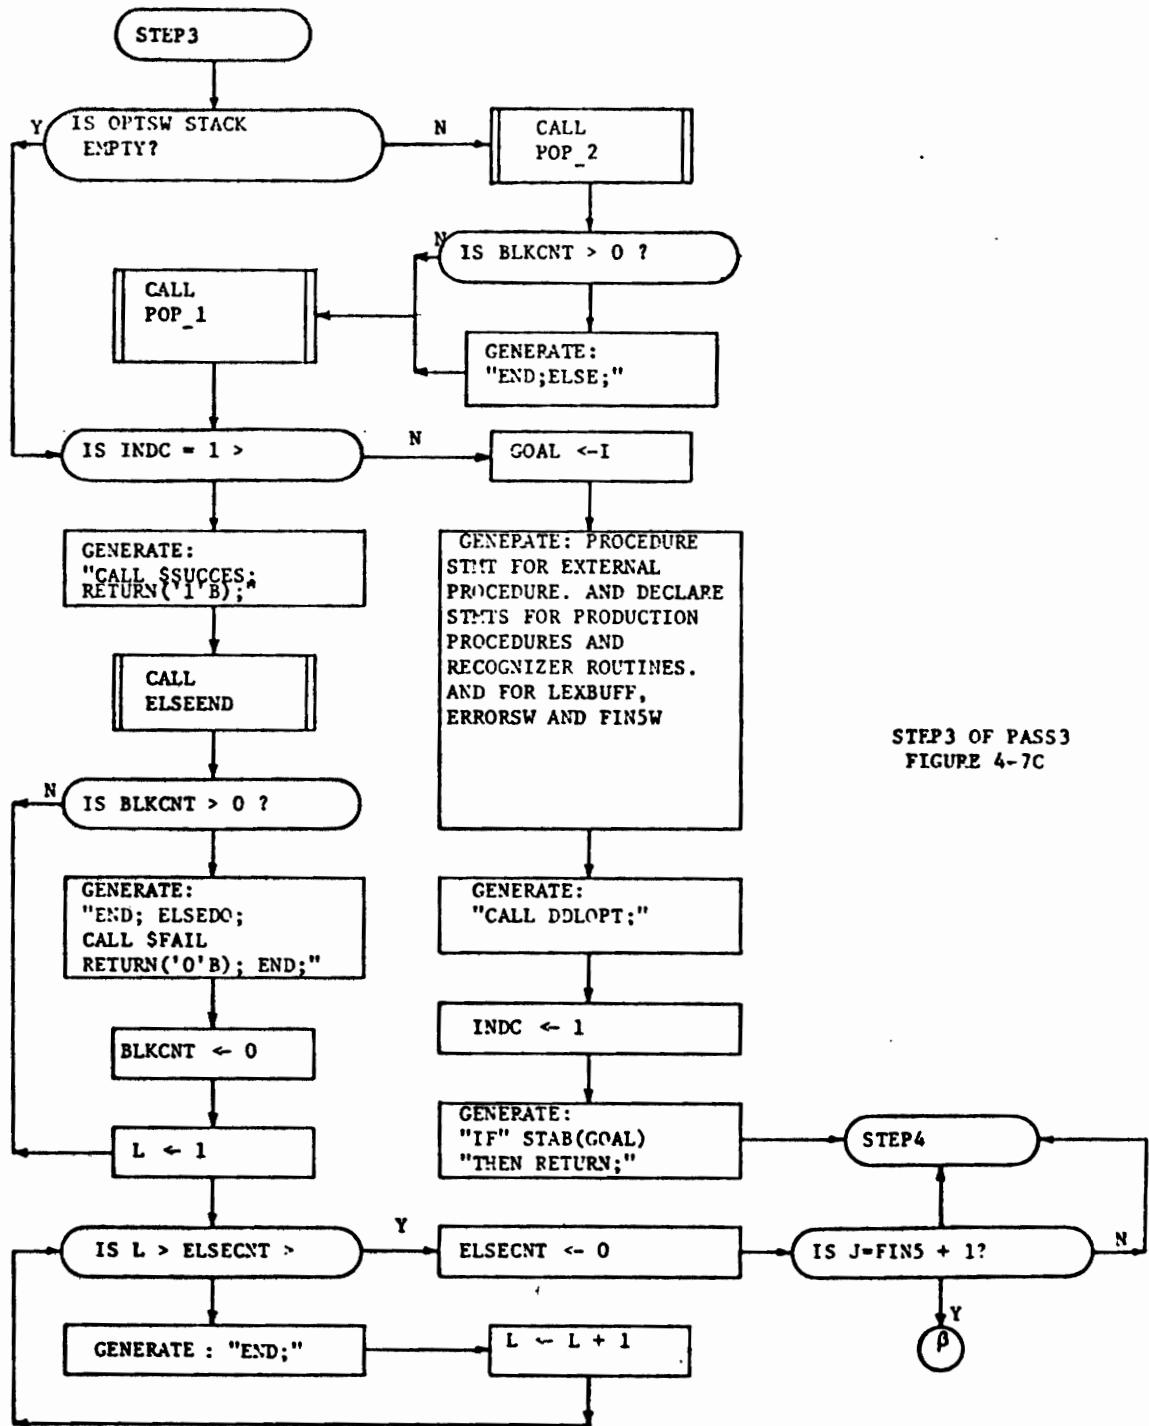 STEP3
IS OPTSW STACK
EMPTY?
Y
N
CALL
POP_2
N
IS BLKCNT > 0 ?
CALL
POP_1
GENERATE:
"END;ELSE;"
IS INDC = 1 >
N
GOAL <-I
GENERATE:
"CALL $SUCCES;
RETURN('1'B);"
GENERATE: PROCEDURE
STMT FOR EXTERNAL
PROCEDURE. AND DECLARE
STMTS FOR PRODUCTION
PROCEDURES AND
RECOGNIZER ROUTINES.
AND FOR LEXBUFF,
ERRORSW AND FIN5W
CALL
ELSEEND
STEP3 OF PASS3
FIGURE 4-7C
N
IS BLKCNT > 0 ?
GENERATE:
"END; ELSEDO;
CALL $FAIL
RETURN('0'B); END;"
GENERATE:
"CALL DDLOPT;"
BLKCNT <- 0
INDC <- 1
L <- 1
GENERATE:
"IF" STAB(GOAL)
"THEN RETURN;"
STEP4
IS L > ELSECNT >
Y
ELSECNT <- 0
IS J=FIN5 + 1?
N
Y
GENERATE : "END;"
L <- L + 1
β